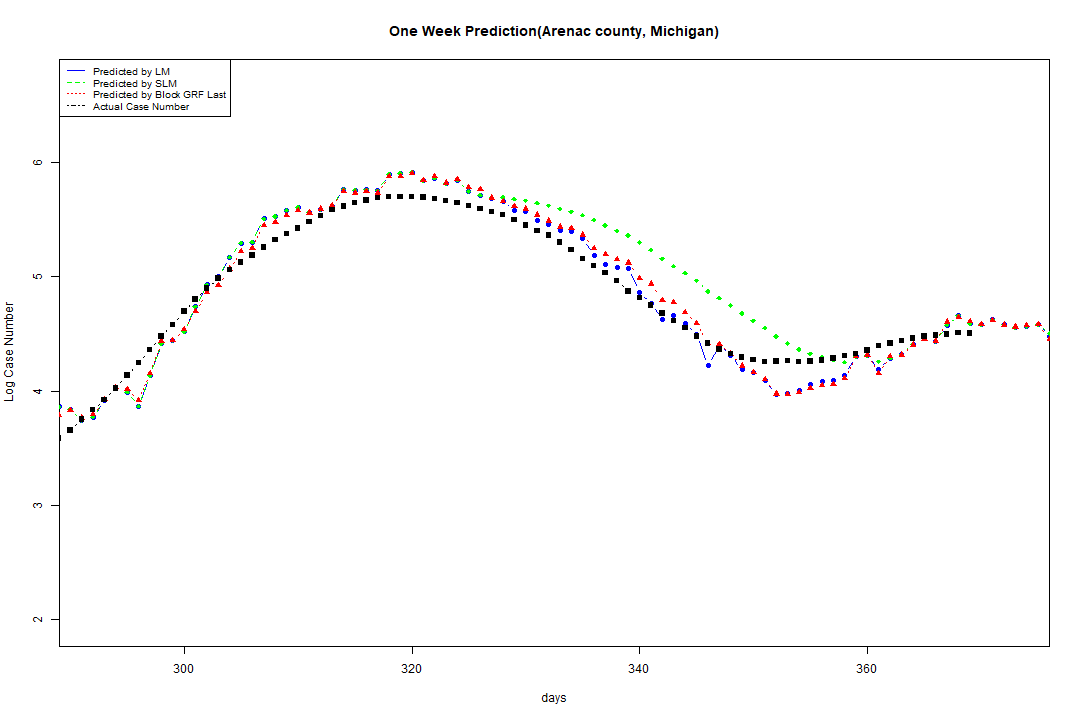 One Week Prediction(Arenac county, Michigan)
Predicted by LM
Predicted by SLM
Predicted by Block GRF Last
Actual Case Number
6
5
4
3
2
Log Case Number
300
320
340
360
days